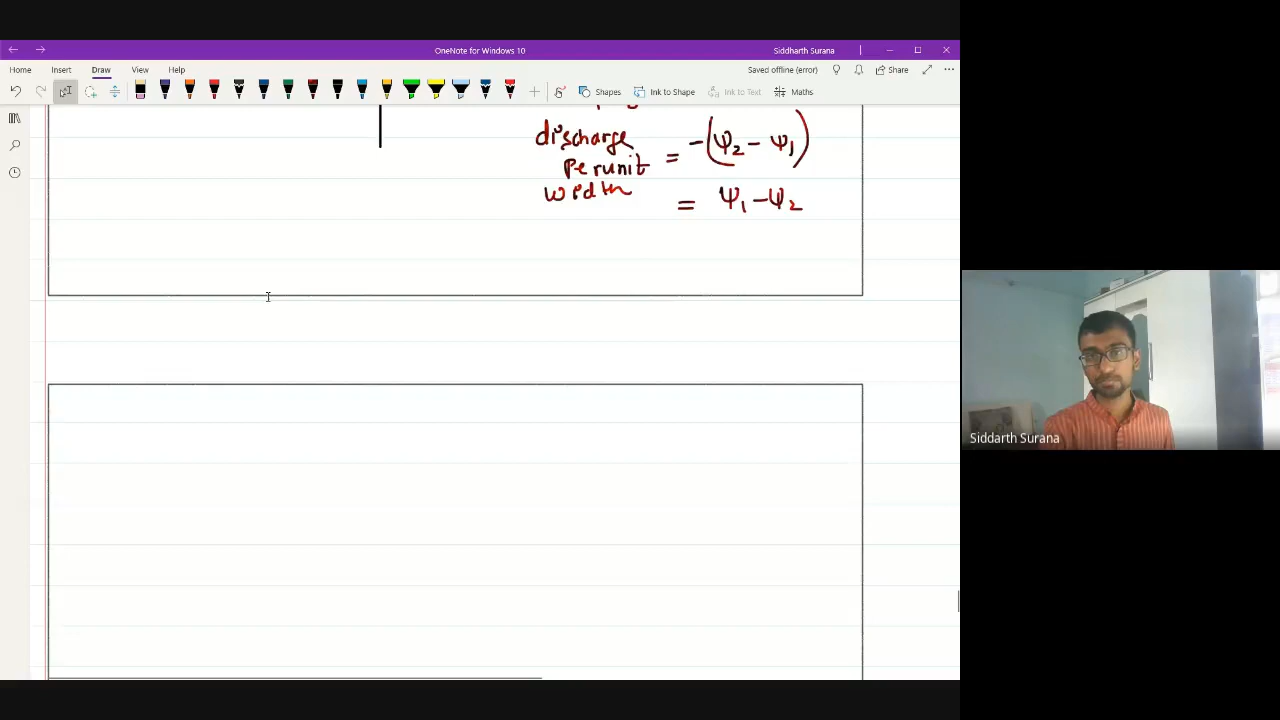 OneNote for Windows 10
Siddharth Surana
Home
Insert
Draw
View
Help
Saved offline (error)
Share
Shapes
Ink to Shape
Ink to Text
Maths
discharge
per unit = -(ψ2 - ψ1)
width
= ψ1 - ψ2
Siddarth Surana